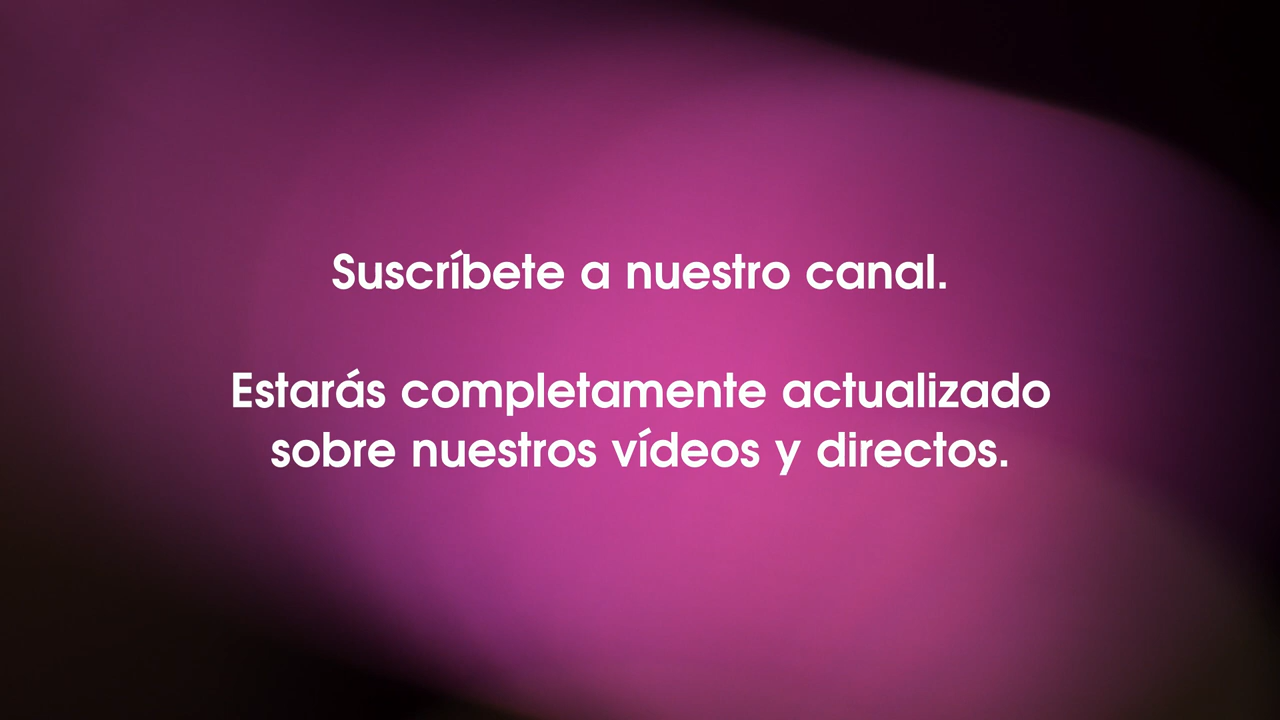 Suscríbete a nuestro canal.
Estarás completamente actualizado
sobre nuestros vídeos y directos.